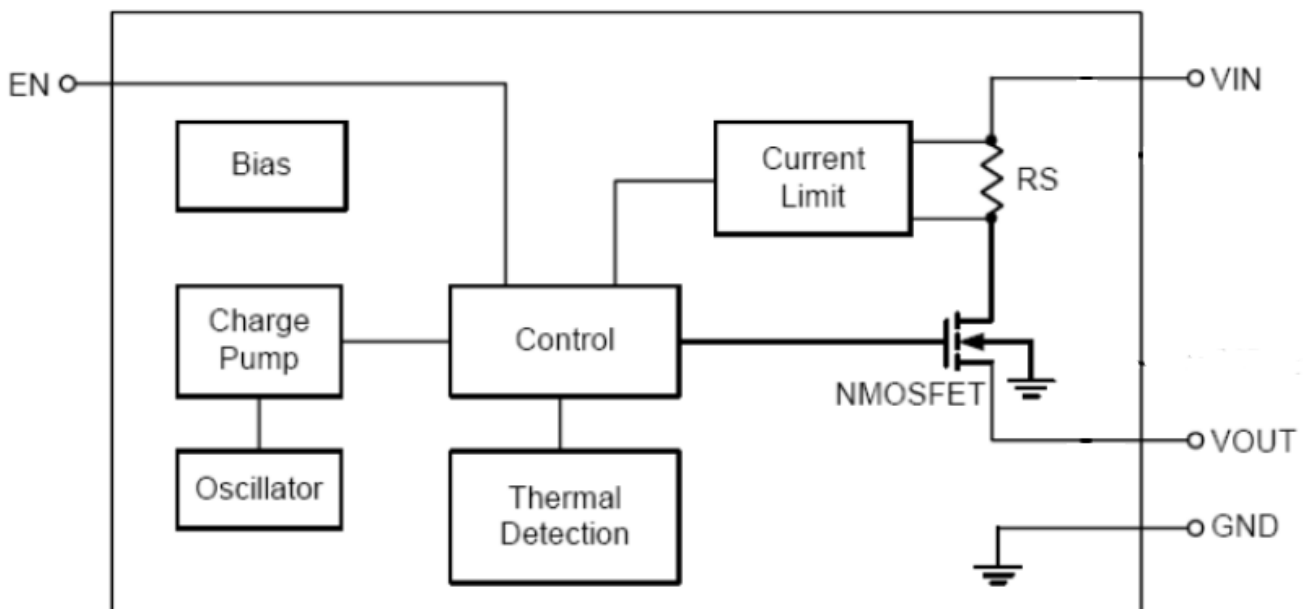 EN
VIN
Bias
Current
Limit
RS
Charge
Pump
Control
NMOSFET
VOUT
Oscillator
Thermal
Detection
GND